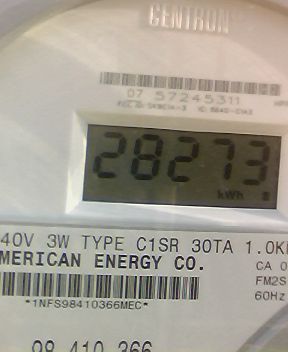 CENTRON
07 57245311
28273
kWh
40V 3W TYPE C1SR 30TA 1.0K
MERICAN ENERGY CO.
CA 0
FM2S
60Hz
*1NFS98410366MEC*
98 410 366